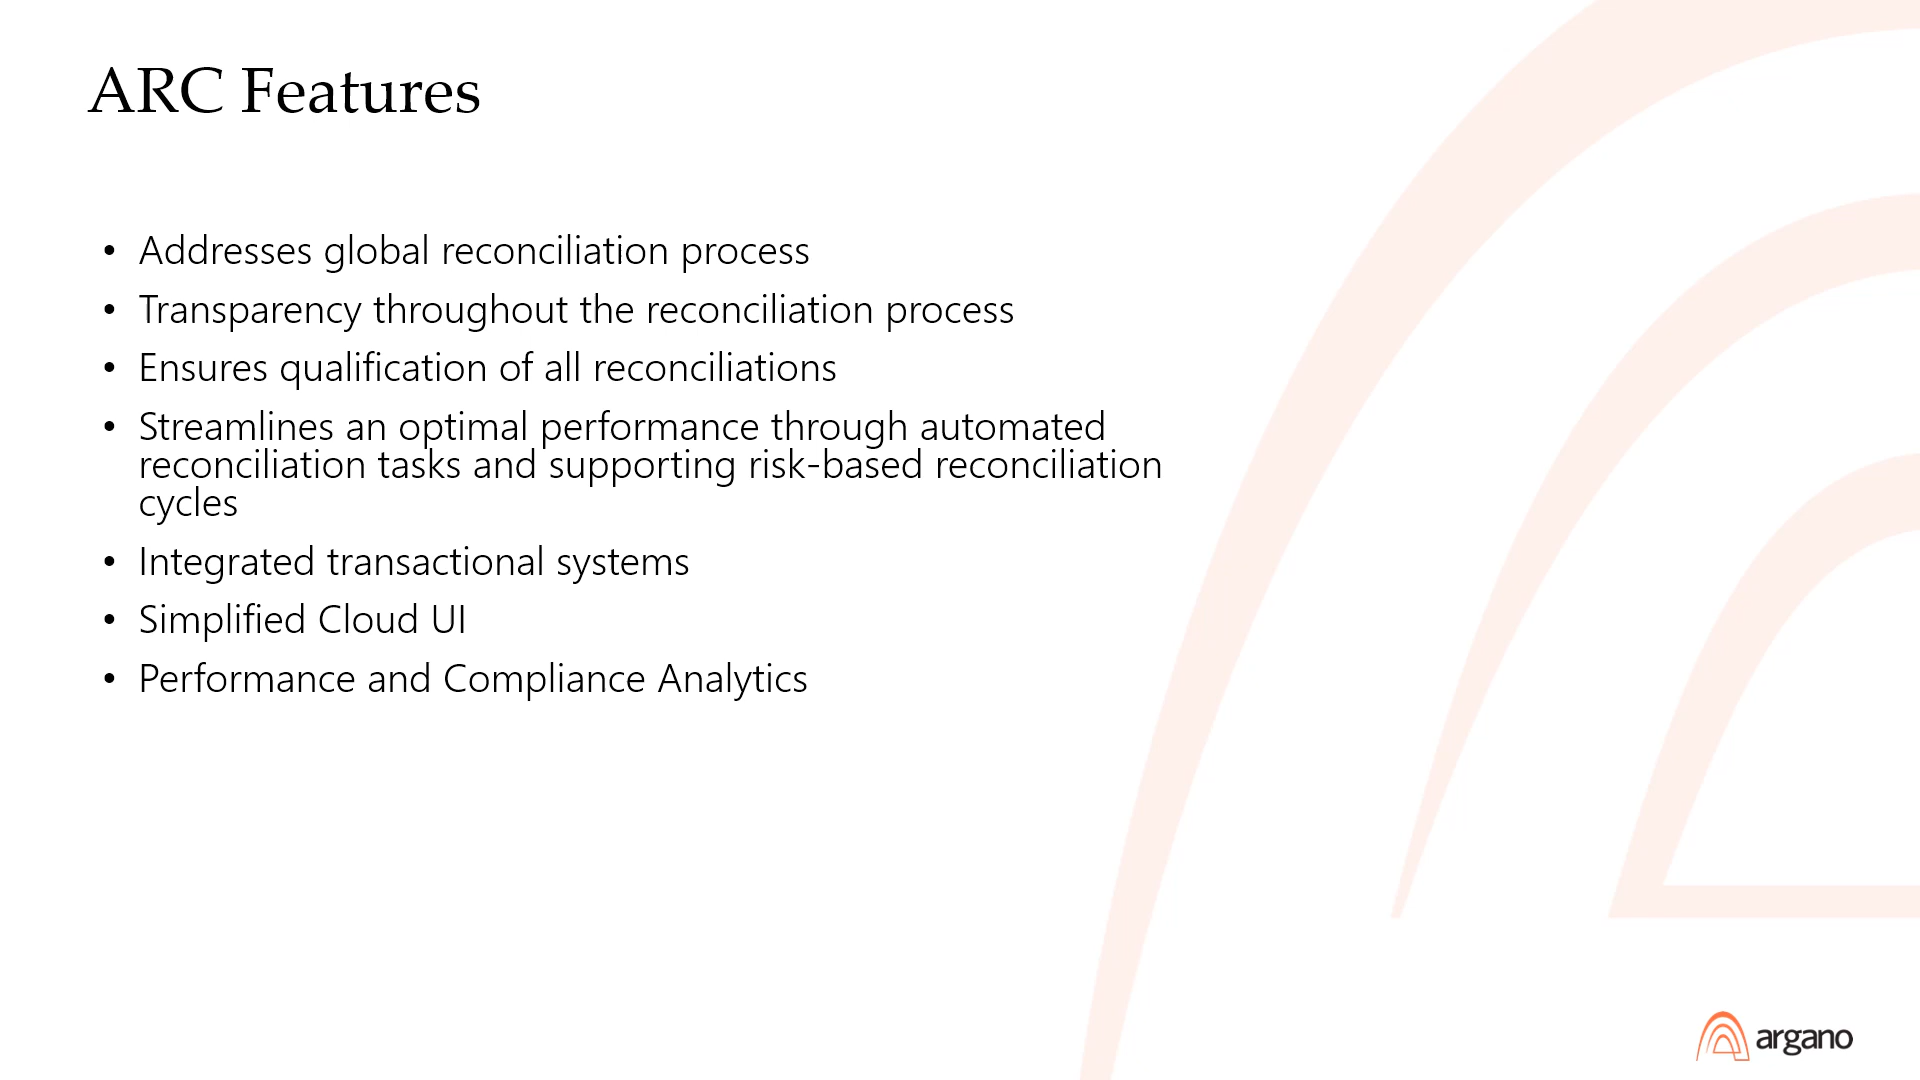 ARC Features
• Addresses global reconciliation process
• Transparency throughout the reconciliation process
• Ensures qualification of all reconciliations
• Streamlines an optimal performance through automated
reconciliation tasks and supporting risk-based reconciliation
cycles
• Integrated transactional systems
• Simplified Cloud UI
• Performance and Compliance Analytics
argano